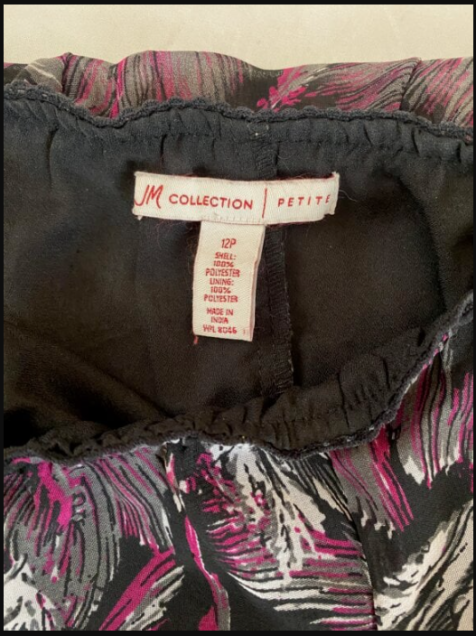 JM COLLECTION | PETITE
12P
SHELL:
100%
POLYESTER
LINING:
100%
POLYESTER
MADE IN
INDIA